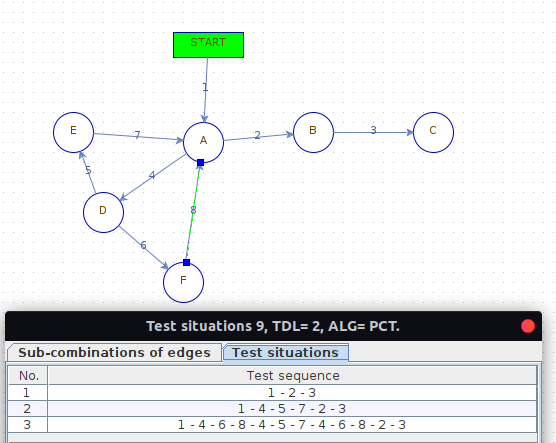 START
1
E
7
A
2
B
3
C
5
4
D
8
6
F
Test situations 9, TDL= 2, ALG= PCT.
Sub-combinations of edges Test situations
No. Test sequence
1 1 - 2 - 3
2 1 - 4 - 5 - 7 - 2 - 3
3 1 - 4 - 6 - 8 - 4 - 5 - 7 - 4 - 6 - 8 - 2 - 3